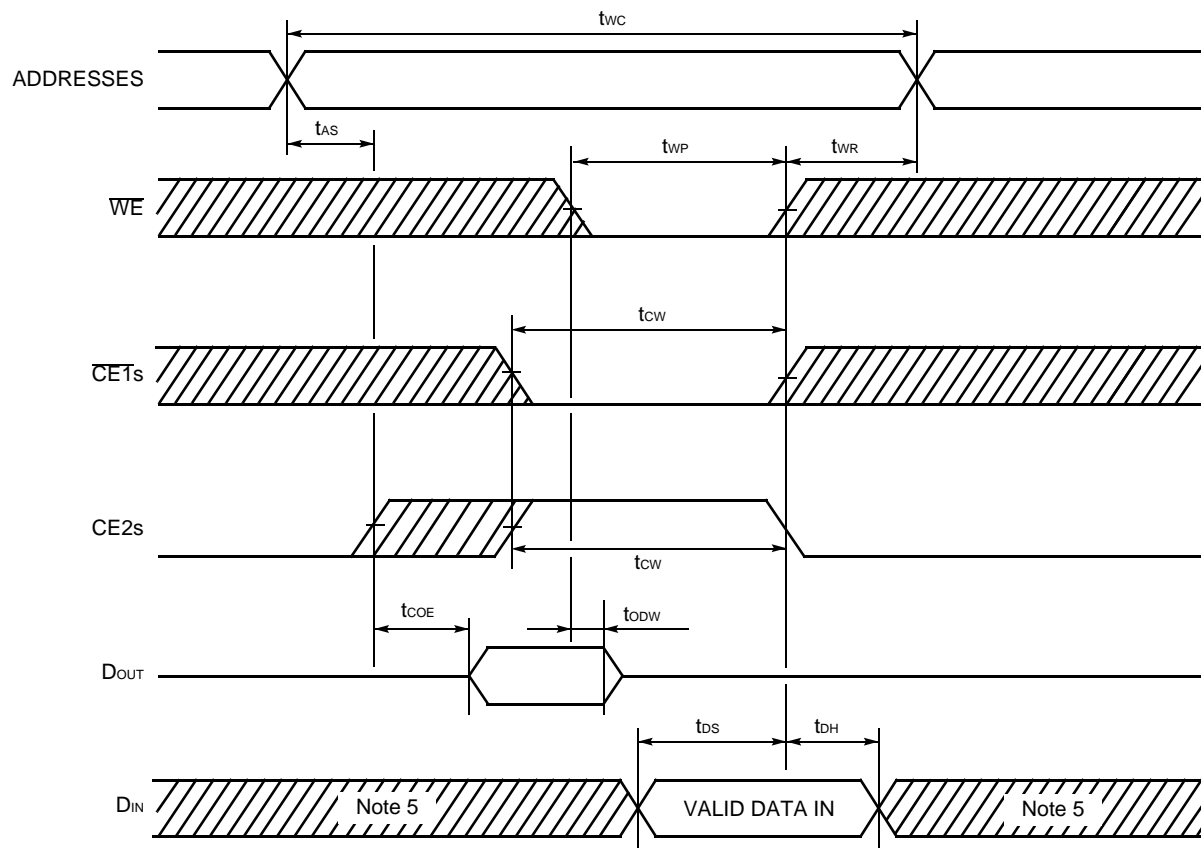 tWC
ADDRESSES
tAS
tWP
tWR
WE
tCW
CE1s
CE2s
tCW
tCOE
tODW
DOUT
tDS
tDH
DIN
Note 5
VALID DATA IN
Note 5